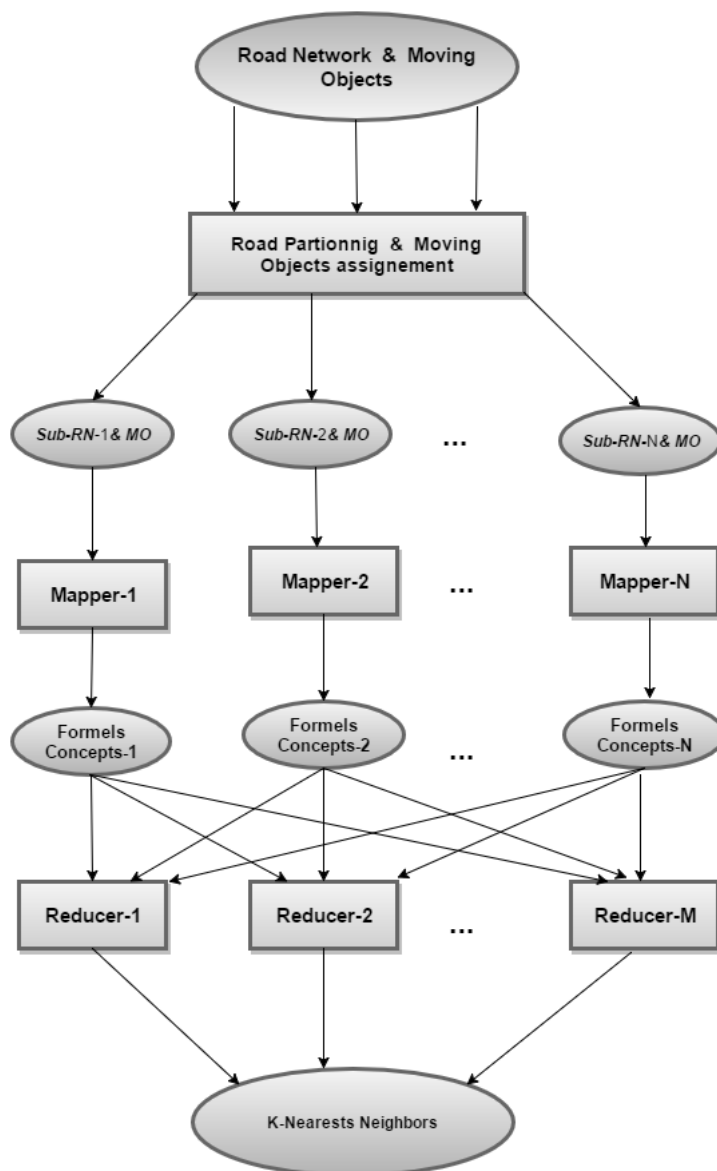 Road Network & Moving
Objects
Road Partionnig & Moving
Objects assignement
Sub-RN-1& MO
Sub-RN-2& MO
...
Sub-RN-N& MO
Mapper-1
Mapper-2
...
Mapper-N
Formels
Concepts-1
Formels
Concepts-2
...
Formels
Concepts-N
Reducer-1
Reducer-2
...
Reducer-M
K-Nearests Neighbors